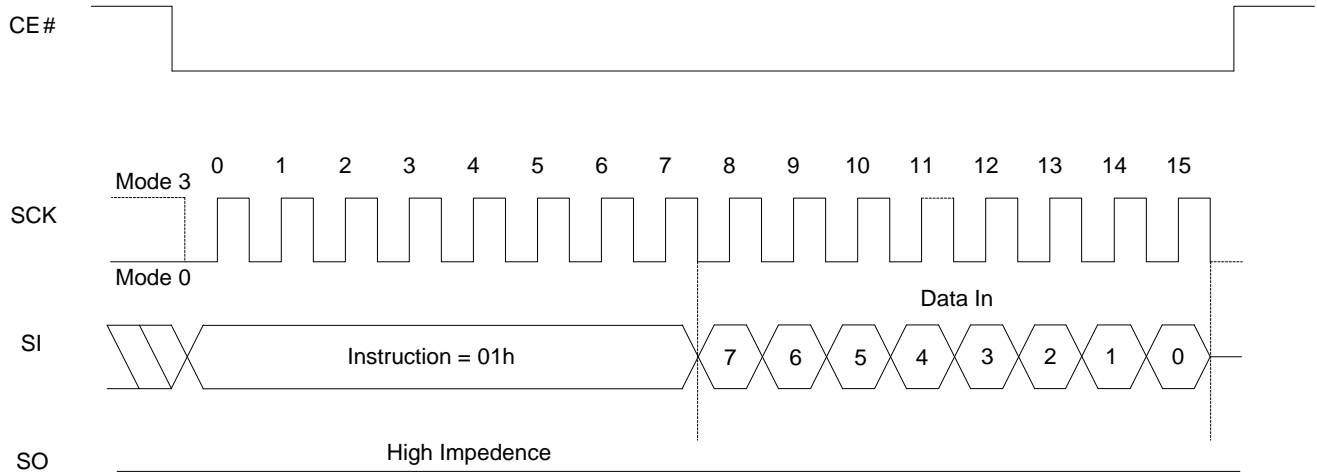 CE#
0 1 2 3 4 5 6 7 8 9 10 11 12 13 14 15
Mode 3
SCK
Mode 0
Data In
SI
Instruction = 01h
7 6 5 4 3 2 1 0
High Impedence
SO